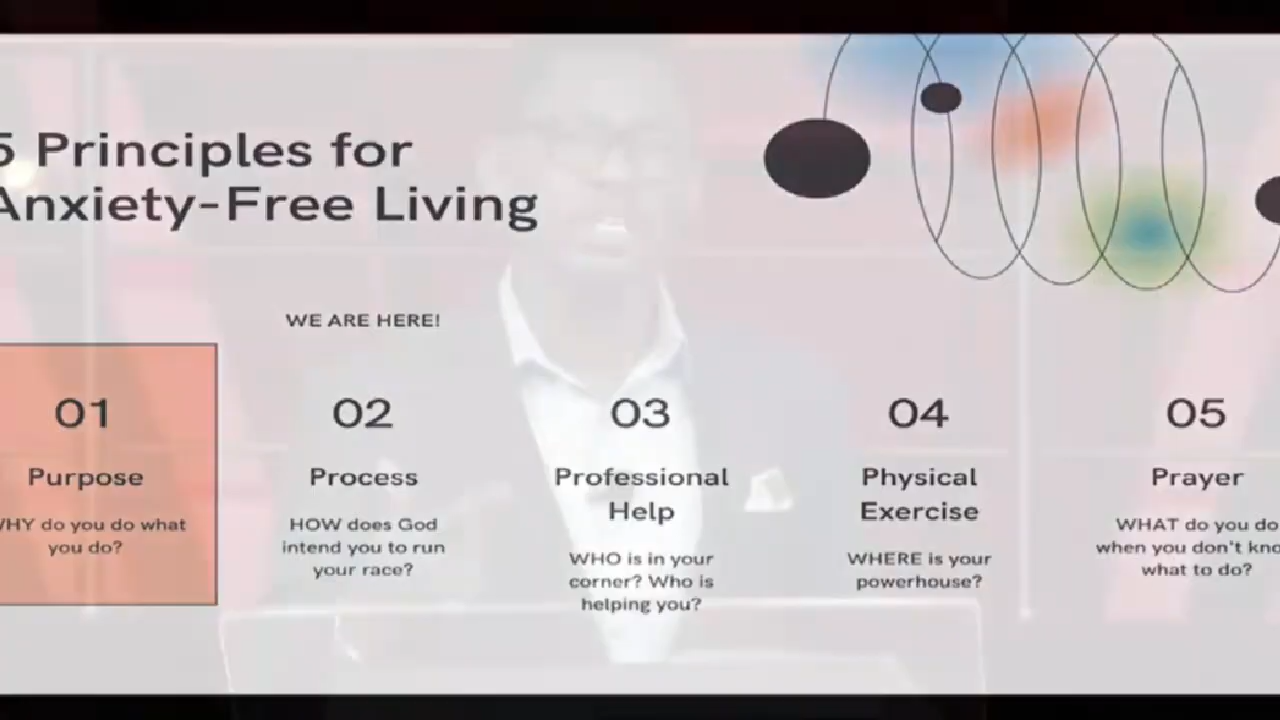 5 Principles for
Anxiety-Free Living
WE ARE HERE!
01
Purpose
WHY do you do what
you do?
02
Process
HOW does God
intend you to run
your race?
03
Professional
Help
WHO is in your
corner? Who is
helping you?
04
Physical
Exercise
WHERE is your
powerhouse?
05
Prayer
WHAT do you do
when you don't kno
what to do?